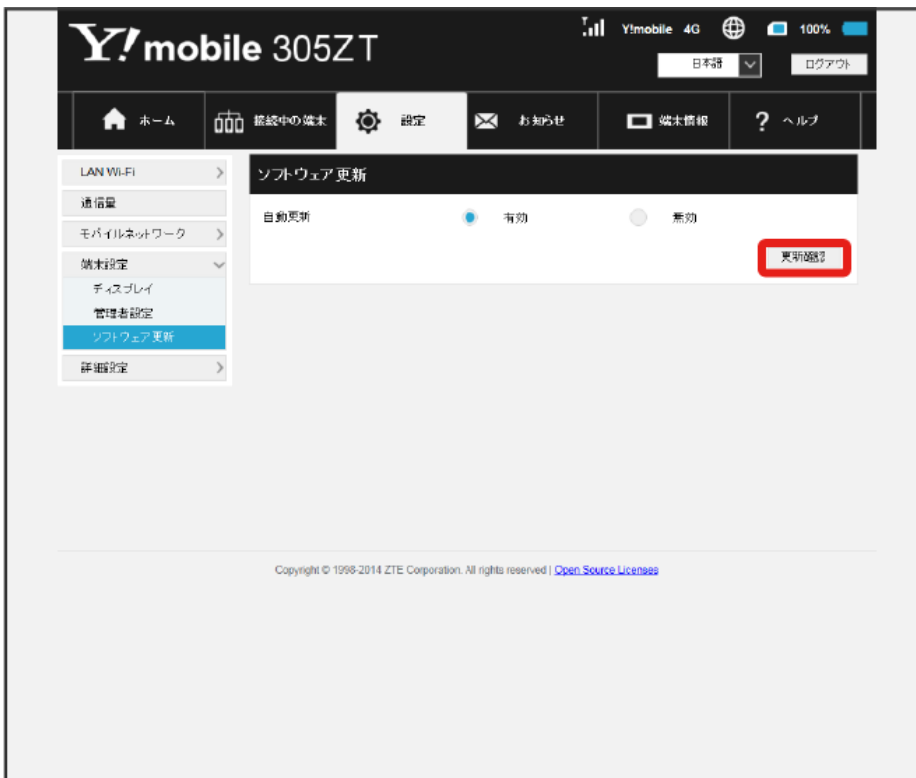 Y!mobile 305ZT
Y!mobile 4G 100%
日本語 ログアウト
ホーム 接続中の端末 設定 お知らせ 端末情報 ? ヘルプ
LAN Wi-Fi
通信量
モバイルネットワーク
端末設定
ディスプレイ
管理者設定
ソフトウェア更新
詳細設定
ソフトウェア更新
自動更新 有効 無効
更新確認
Copyright © 1998-2014 ZTE Corporation. All rights reserved | Open Source Licenses